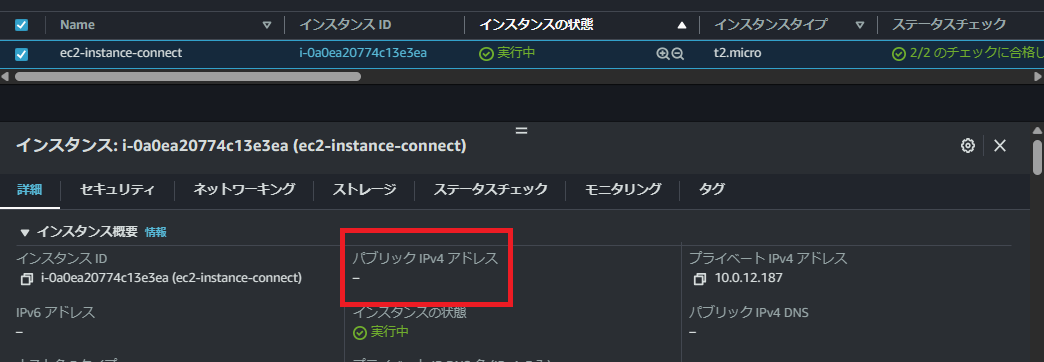 Name インスタンス ID インスタンスの状態 インスタンスタイプ ステータスチェック
ec2-instance-connect i-0a0ea20774c13e3ea 実行中 t2.micro 2/2 のチェックに合格し
インスタンス: i-0a0ea20774c13e3ea (ec2-instance-connect)
詳細 セキュリティ ネットワーキング ストレージ ステータスチェック モニタリング タグ
▼ インスタンス概要 情報
インスタンス ID パブリック IPv4 アドレス プライベート IPv4 アドレス
i-0a0ea20774c13e3ea (ec2-instance-connect) – 10.0.12.187
IPv6 アドレス インスタンスの状態 パブリック IPv4 DNS
– 実行中 –